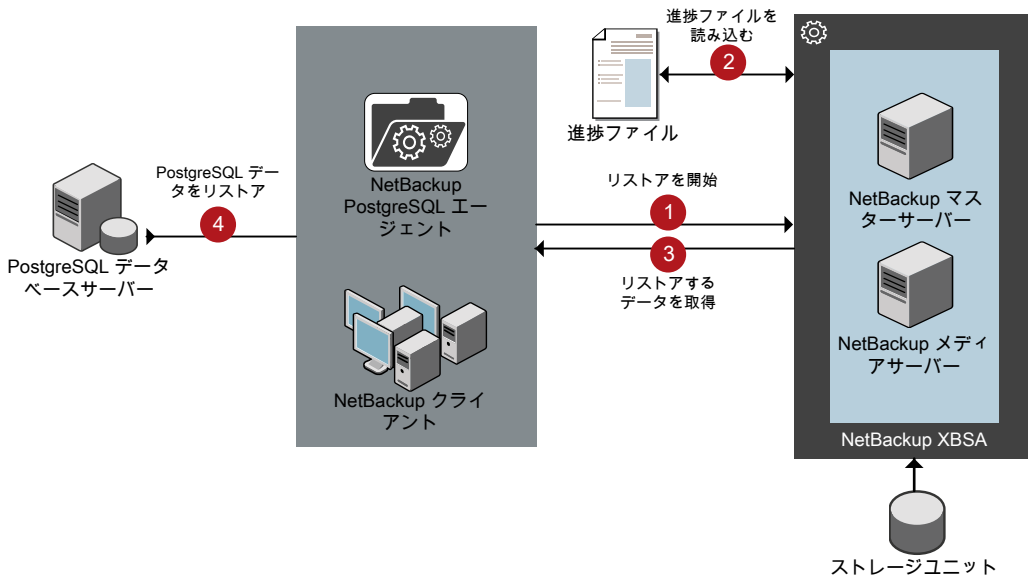 進捗ファイルを
読み込む
2
進捗ファイル
PostgreSQL デー
タをリストア
4
PostgreSQL データ
ベースサーバー
NetBackup
PostgreSQL エー
ジェント
NetBackup クライ
アント
リストアを開始
1
3
リストアする
データを取得
NetBackup マス
ターサーバー
NetBackup メディ
アサーバー
NetBackup XBSA
ストレージユニット